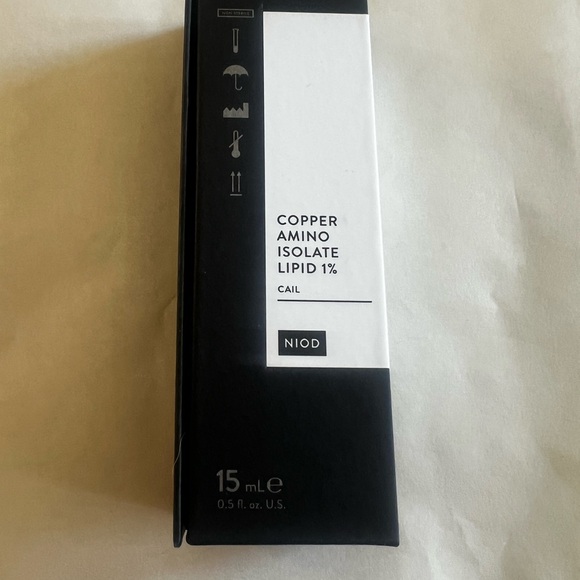 COPPER
AMINO
ISOLATE
LIPID 1%
CAIL
NIOD
15 mL e
0.5 fl. oz. U.S.